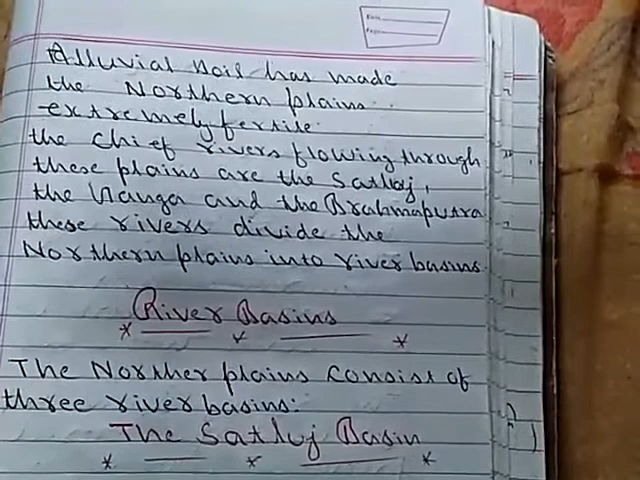 Alluvial soil has made
the Northern plains
extremely fertile.
the chief rivers flowing through
these plains are the Satluj,
the Ganga and the Brahmaputra
these rivers divide the
Northern plains into river basins.
River Basins
The Norther plains consist of
three river basins:
The Satluj Basin